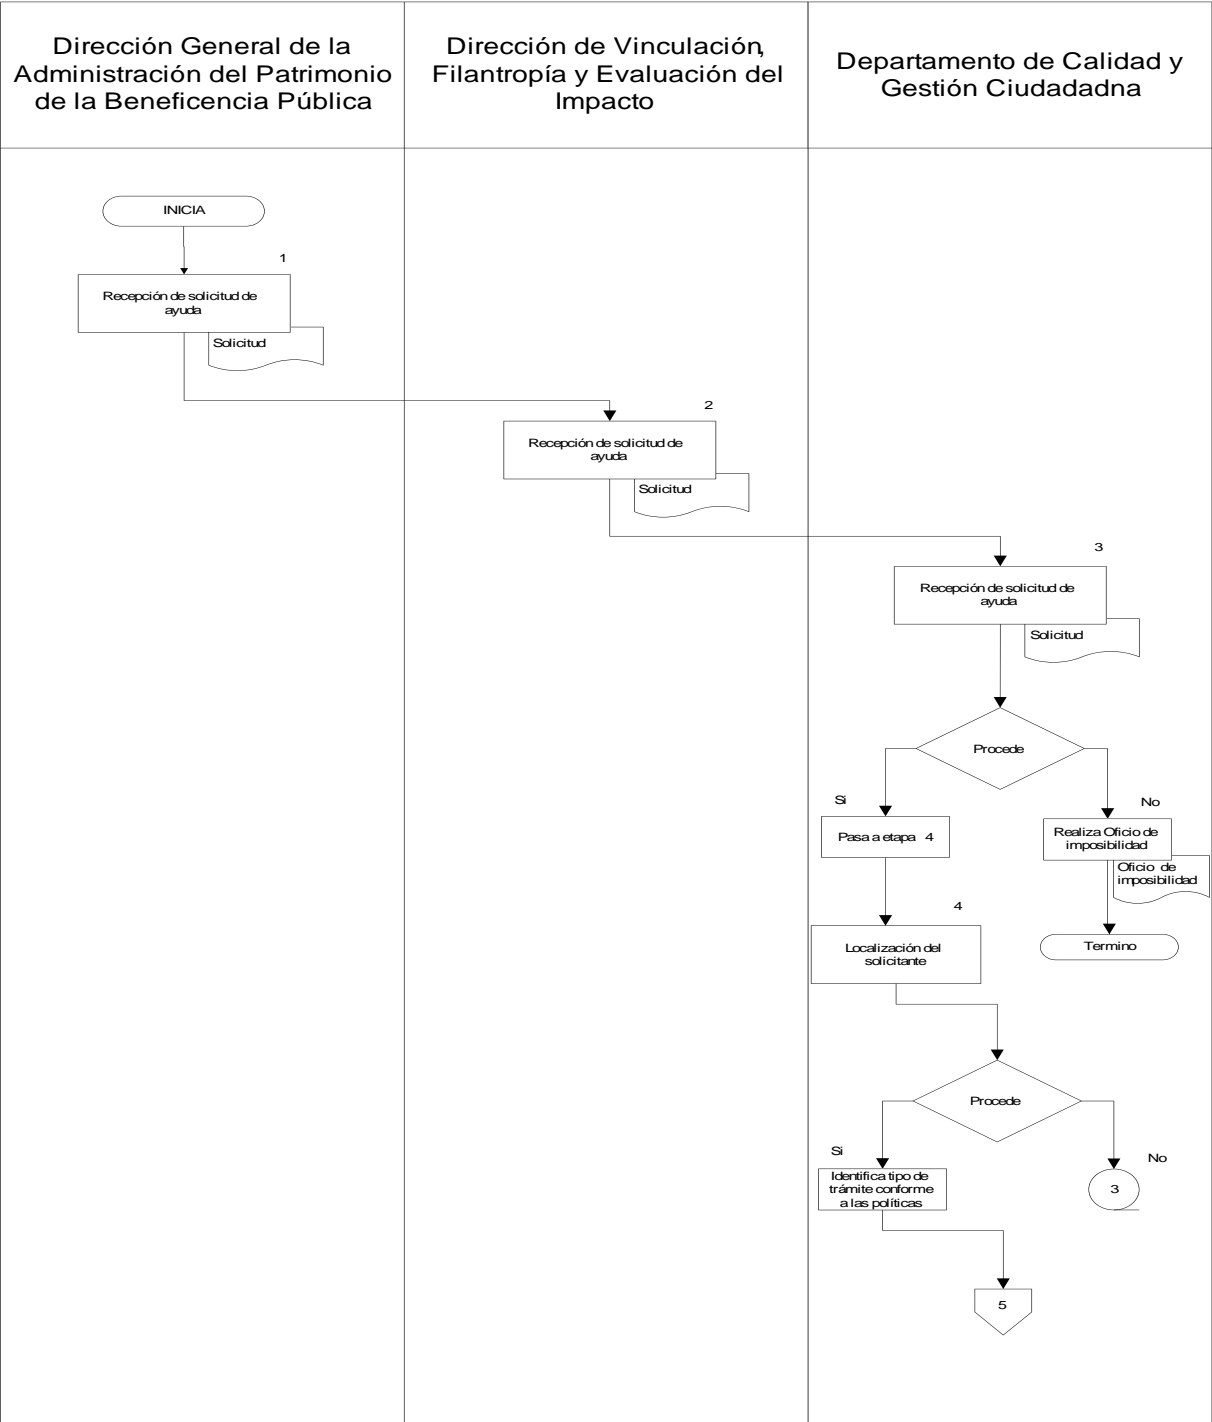 Dirección General de la
Administración del Patrimonio
de la Beneficencia Pública
Dirección de Vinculación,
Filantropía y Evaluación del
Impacto
Departamento de Calidad y
Gestión Ciudadadna
INICIA
1
Recepción de solicitud de
ayuda
Solicitud
2
Recepción de solicitud de
ayuda
Solicitud
3
Recepción de solicitud de
ayuda
Solicitud
Procede
Si
No
Pasa a etapa 4
Realiza Oficio de
imposibilidad
Oficio de
imposibilidad
4
Localización del
solicitante
Termino
Procede
Si
No
Identifica tipo de
trámite conforme
a las políticas
3
5